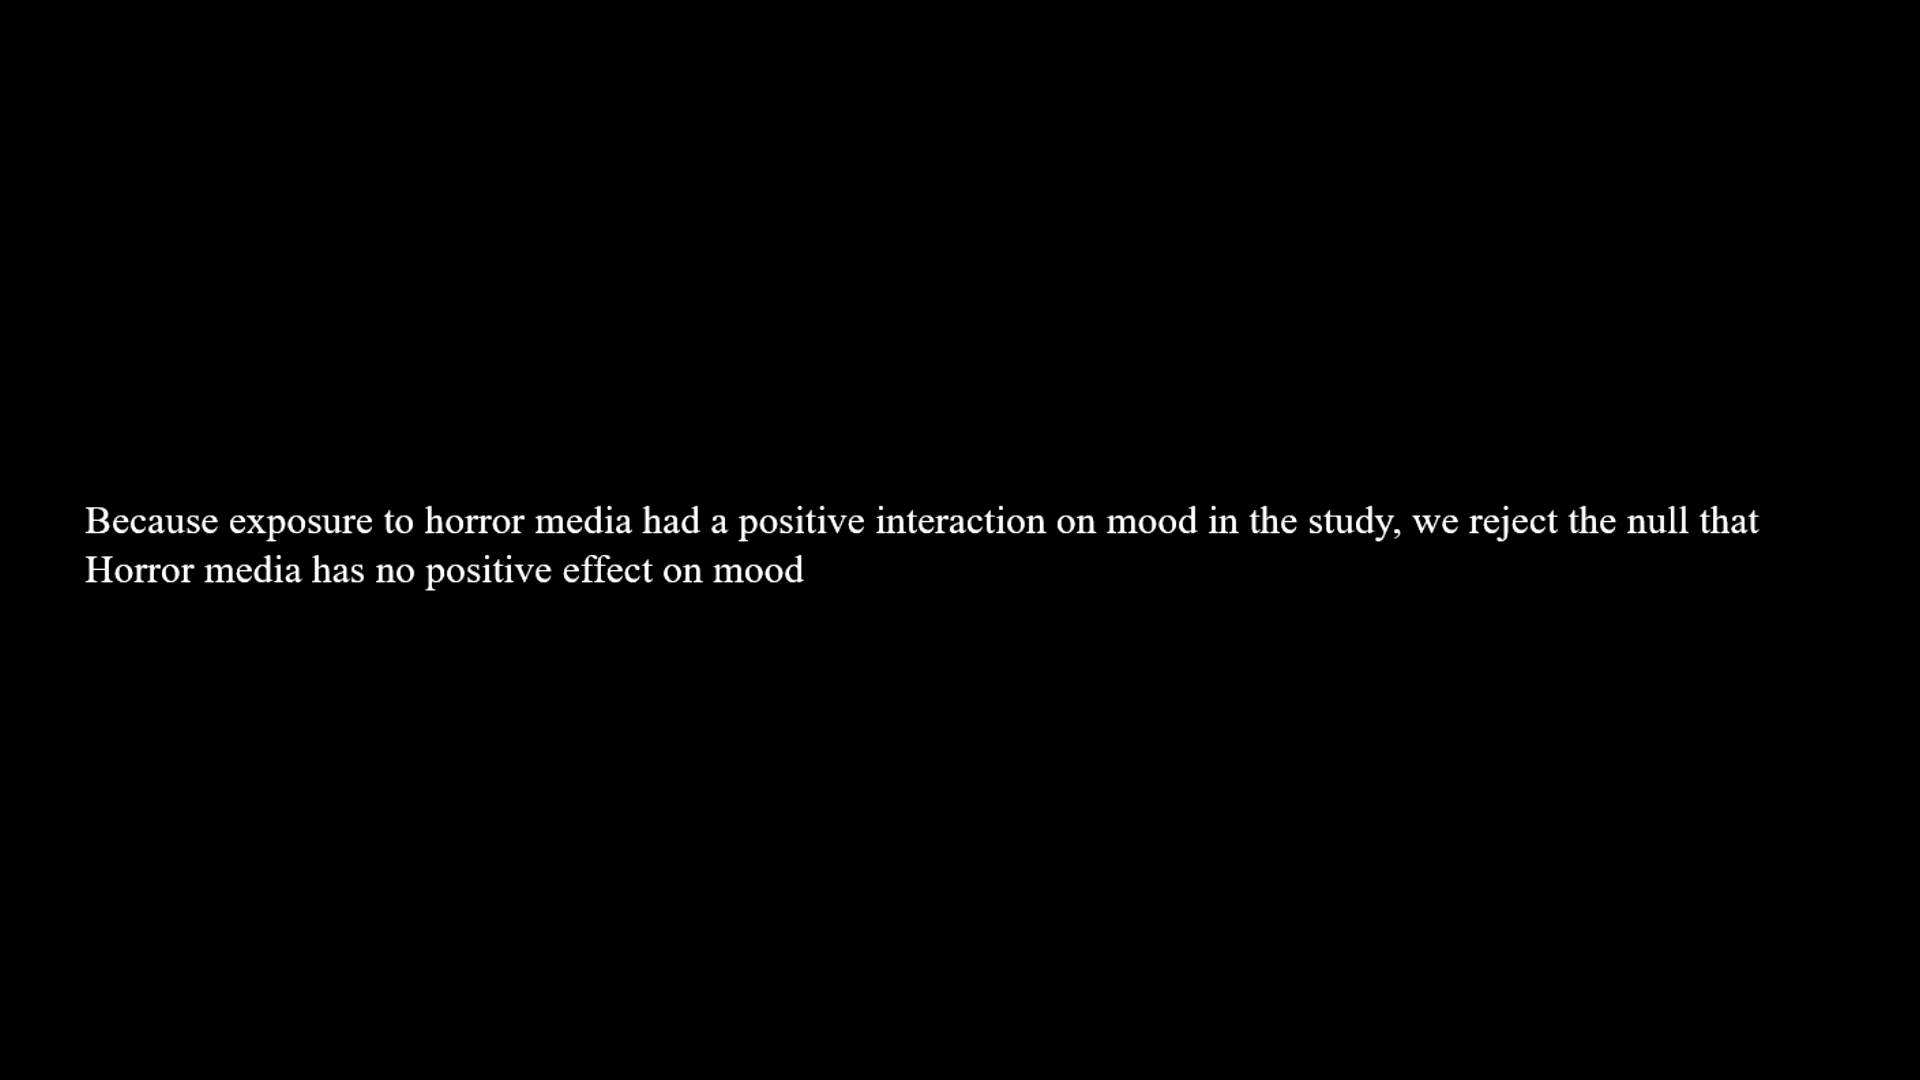 Because exposure to horror media had a positive interaction on mood in the study, we reject the null that
Horror media has no positive effect on mood